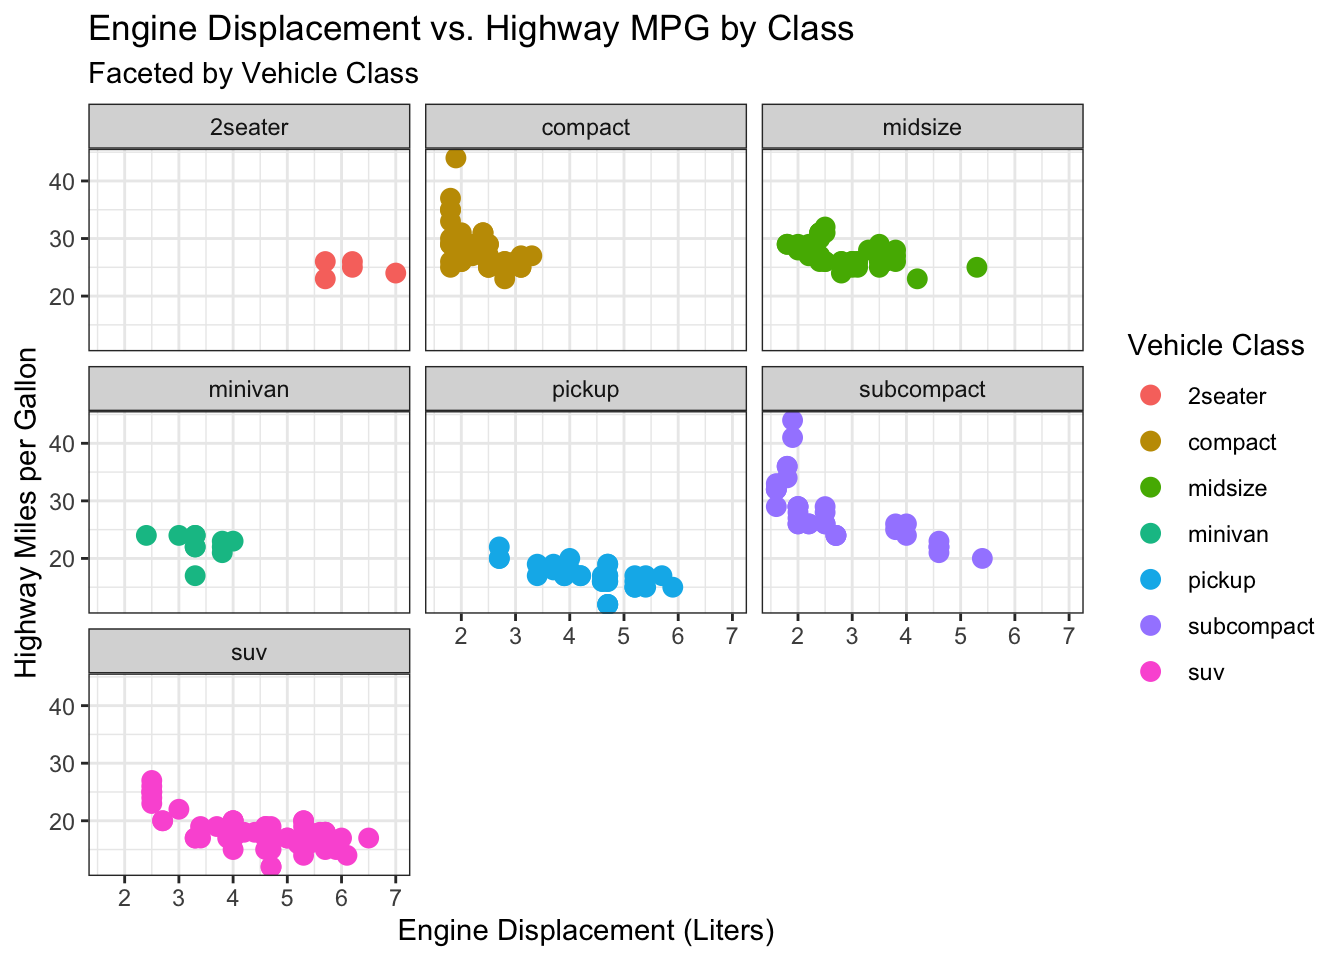 Engine Displacement vs. Highway MPG by Class
Faceted by Vehicle Class
2seater
compact
midsize
40
30
20
minivan
pickup
subcompact
40
30
20
2 3 4 5 6 7
2 3 4 5 6 7
suv
40
30
20
2 3 4 5 6 7
Engine Displacement (Liters)
Highway Miles per Gallon
Vehicle Class
2seater
compact
midsize
minivan
pickup
subcompact
suv